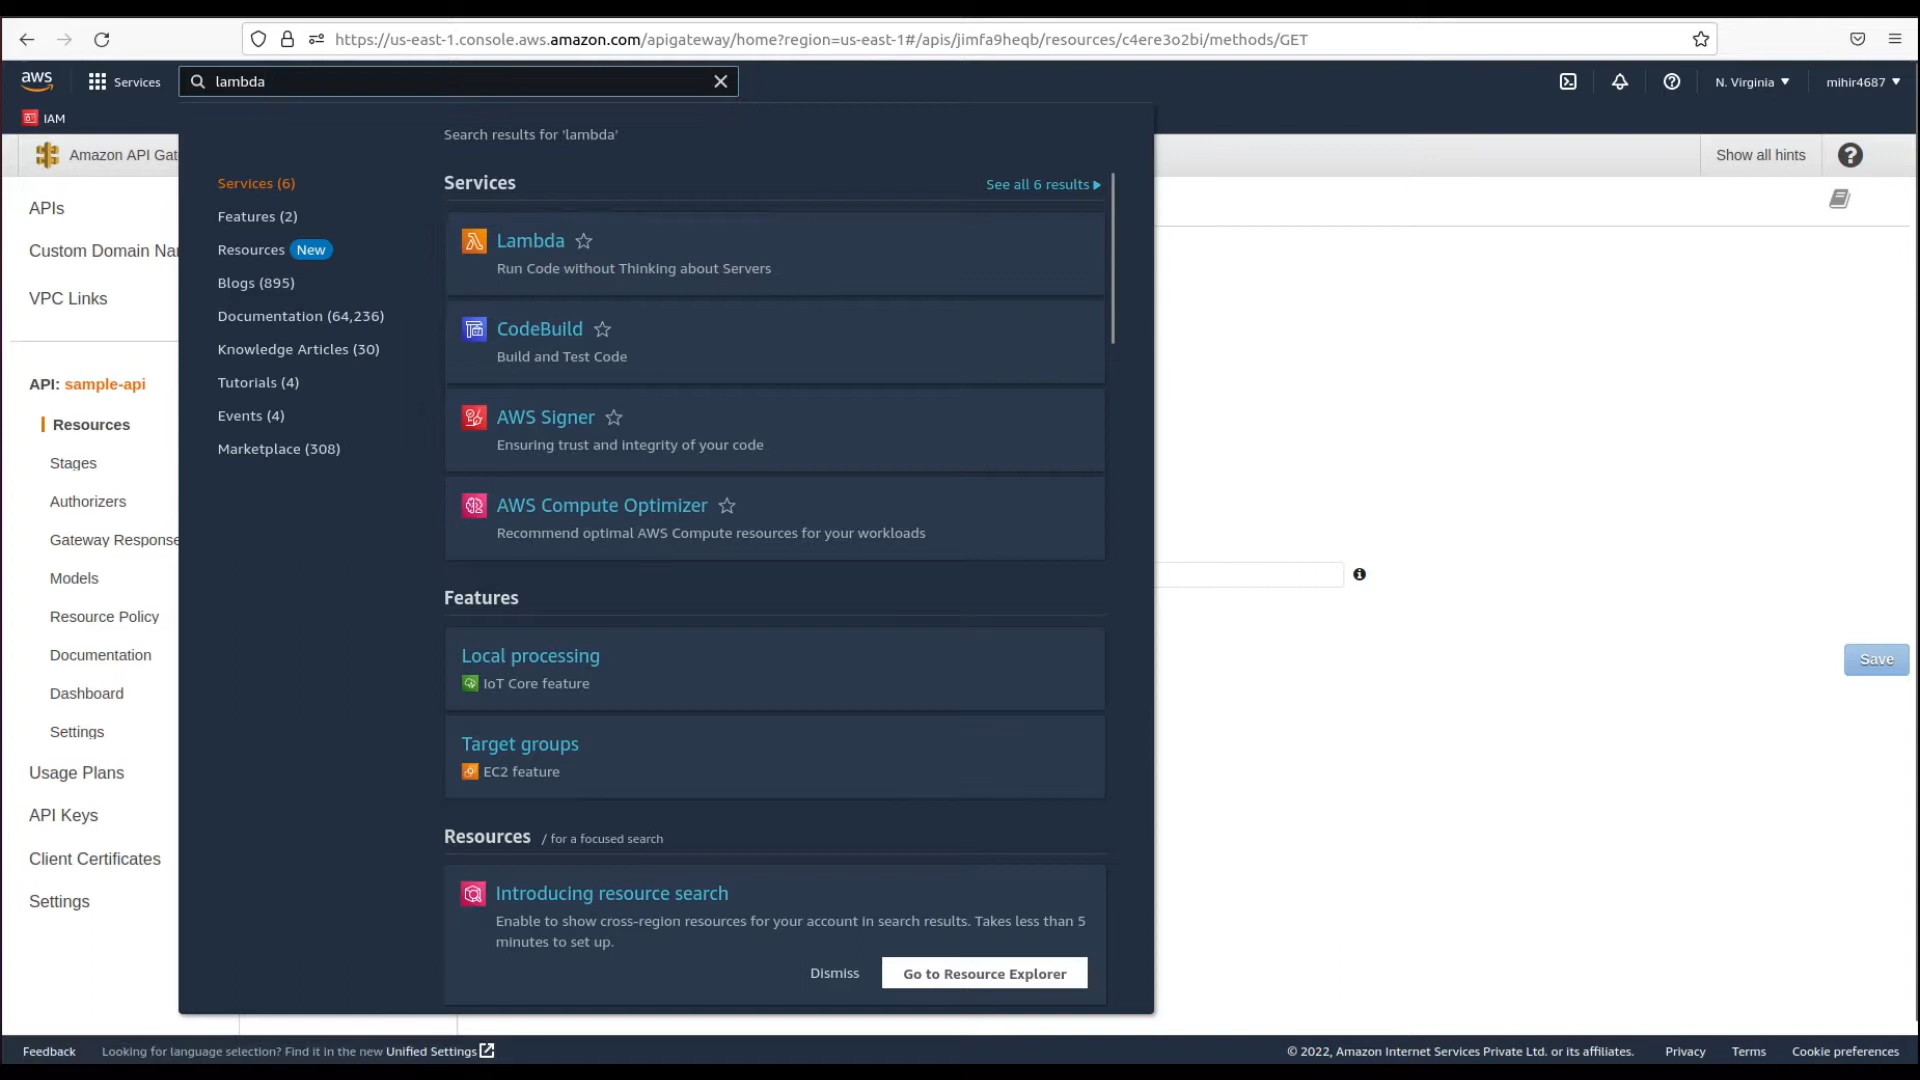 https://us-east-1.console.aws.amazon.com/apigateway/home?region=us-east-1#/apis/jimfa9heqb/resources/c4ere3o2bi/methods/GET
aws
Services
lambda
N. Virginia
mihir4687
IAM
Amazon API Gat
Show all hints
APIs
Custom Domain Nar
VPC Links
API: sample-api
Resources
Stages
Authorizers
Gateway Response
Models
Resource Policy
Documentation
Dashboard
Settings
Usage Plans
API Keys
Client Certificates
Settings
Services (6)
Features (2)
Resources New
Blogs (895)
Documentation (64,236)
Knowledge Articles (30)
Tutorials (4)
Events (4)
Marketplace (308)
Search results for 'lambda'
Services
See all 6 results
Lambda
Run Code without Thinking about Servers
CodeBuild
Build and Test Code
AWS Signer
Ensuring trust and integrity of your code
AWS Compute Optimizer
Recommend optimal AWS Compute resources for your workloads
Features
Local processing
IoT Core feature
Target groups
EC2 feature
Resources / for a focused search
Introducing resource search
Enable to show cross-region resources for your account in search results. Takes less than 5
minutes to set up.
Dismiss
Go to Resource Explorer
Save
Feedback
Looking for language selection? Find it in the new Unified Settings
© 2022, Amazon Internet Services Private Ltd. or its affiliates.
Privacy
Terms
Cookie preferences